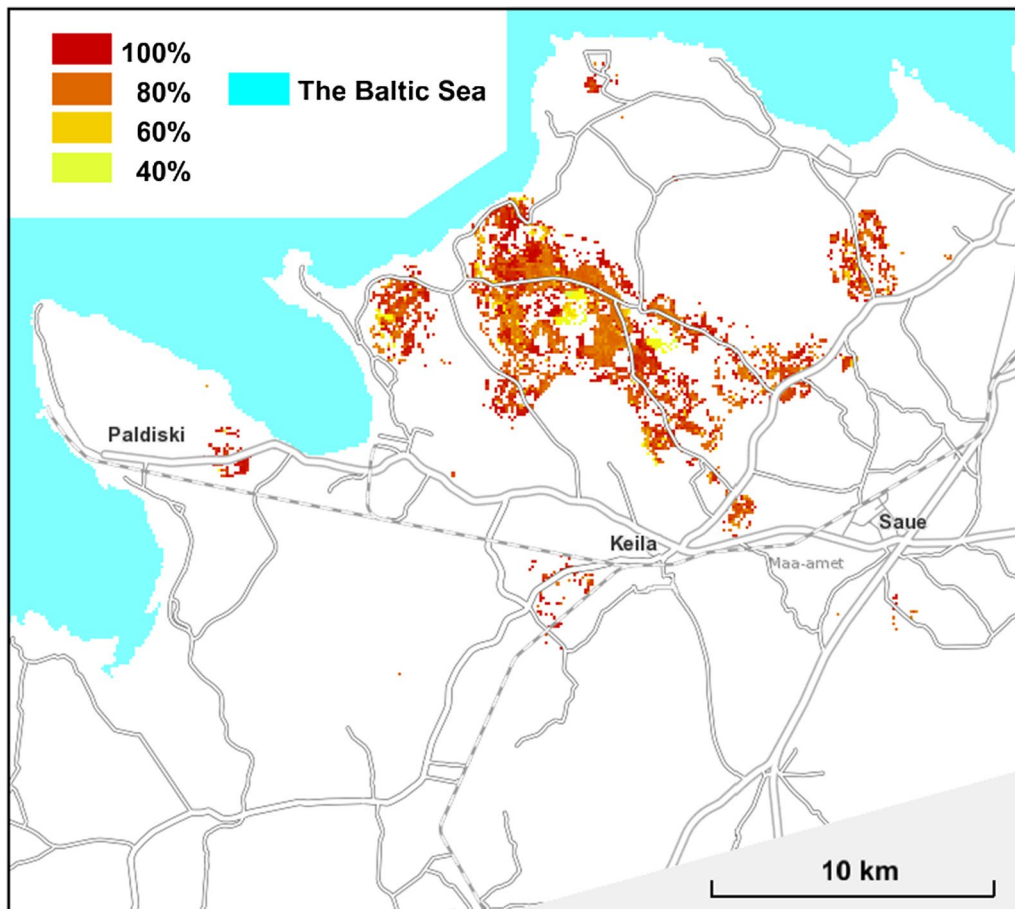 100%
80%
The Baltic Sea
60%
40%
Paldiski
Saue
Keila
Maa-amet
10 km